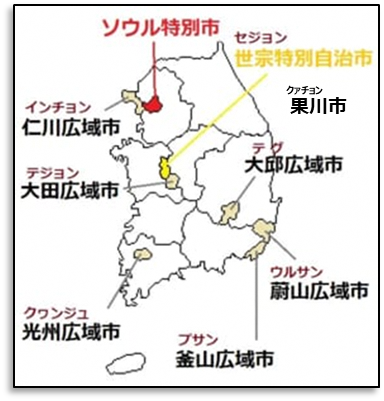 ソウル特別市
セジョン
世宗特別自治市
クァチョン
果川市
インチョン
仁川広域市
テグ
大邱広域市
テジョン
大田広域市
ウルサン
蔚山広域市
クヮンジュ
光州広域市
プサン
釜山広域市